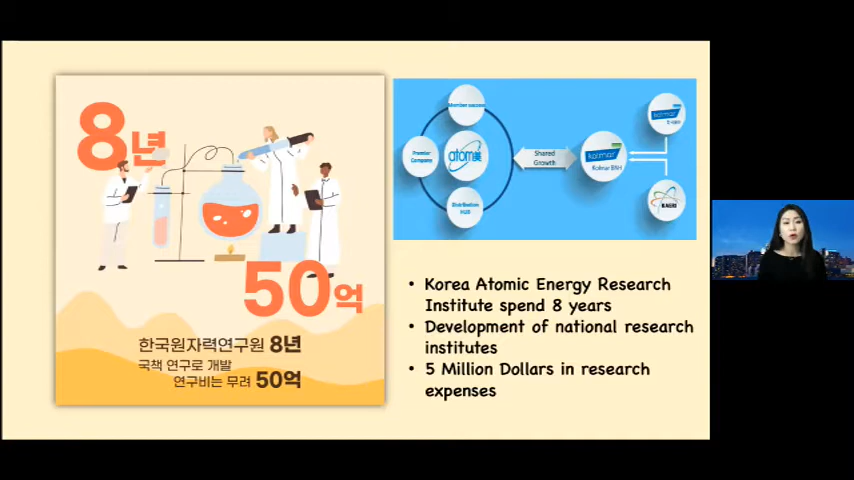 8년
50억
한국원자력연구원 8년
국책 연구로 개발
연구비는 무려 50억
Member success
Premier
Company
atom美
Distribution
HUB
Shared
Growth
kolmar
Kolmar BNH
kolmar
KAERI
• Korea Atomic Energy Research
Institute spend 8 years
• Development of national research
institutes
• 5 Million Dollars in research
expenses